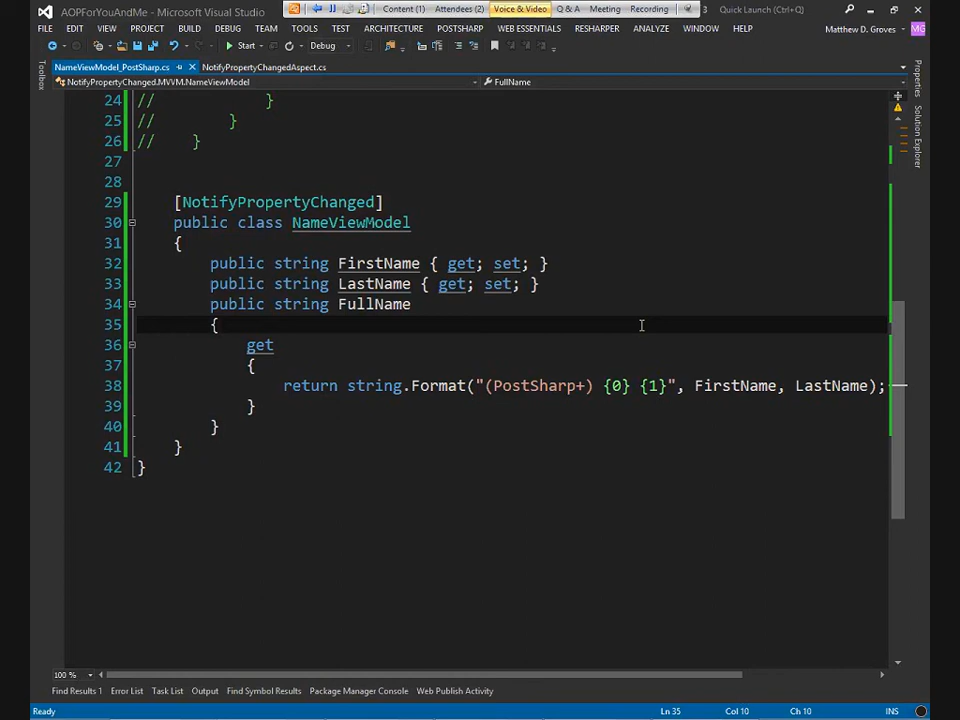 AOPForYouAndMe - Microsoft Visual Studio
Content (1) Attendees (2) Voice & Video Q & A Meeting Recording 3 Quick Launch (Ctrl+Q)
FILE EDIT VIEW PROJECT BUILD DEBUG TEAM TOOLS TEST ARCHITECTURE POSTSHARP WEB ESSENTIALS RESHARPER ANALYZE WINDOW HELP Matthew D. Groves MG
Start Debug
Toolbox
NameViewModel_PostSharp.cs NotifyPropertyChangedAspect.cs
NotifyPropertyChanged.MVVM.NameViewModel FullName
24 // }
25 // }
26 // }
27
28
29 [NotifyPropertyChanged]
30 public class NameViewModel
31 {
32 public string FirstName { get; set; }
33 public string LastName { get; set; }
34 public string FullName
35 {
36 get
37 {
38 return string.Format("(PostSharp+) {0} {1}", FirstName, LastName);
39 }
40 }
41 }
42 }
Properties
Solution Explorer
100 %
Find Results 1 Error List Task List Output Find Symbol Results Package Manager Console Web Publish Activity
Ready Ln 35 Col 10 Ch 10 INS